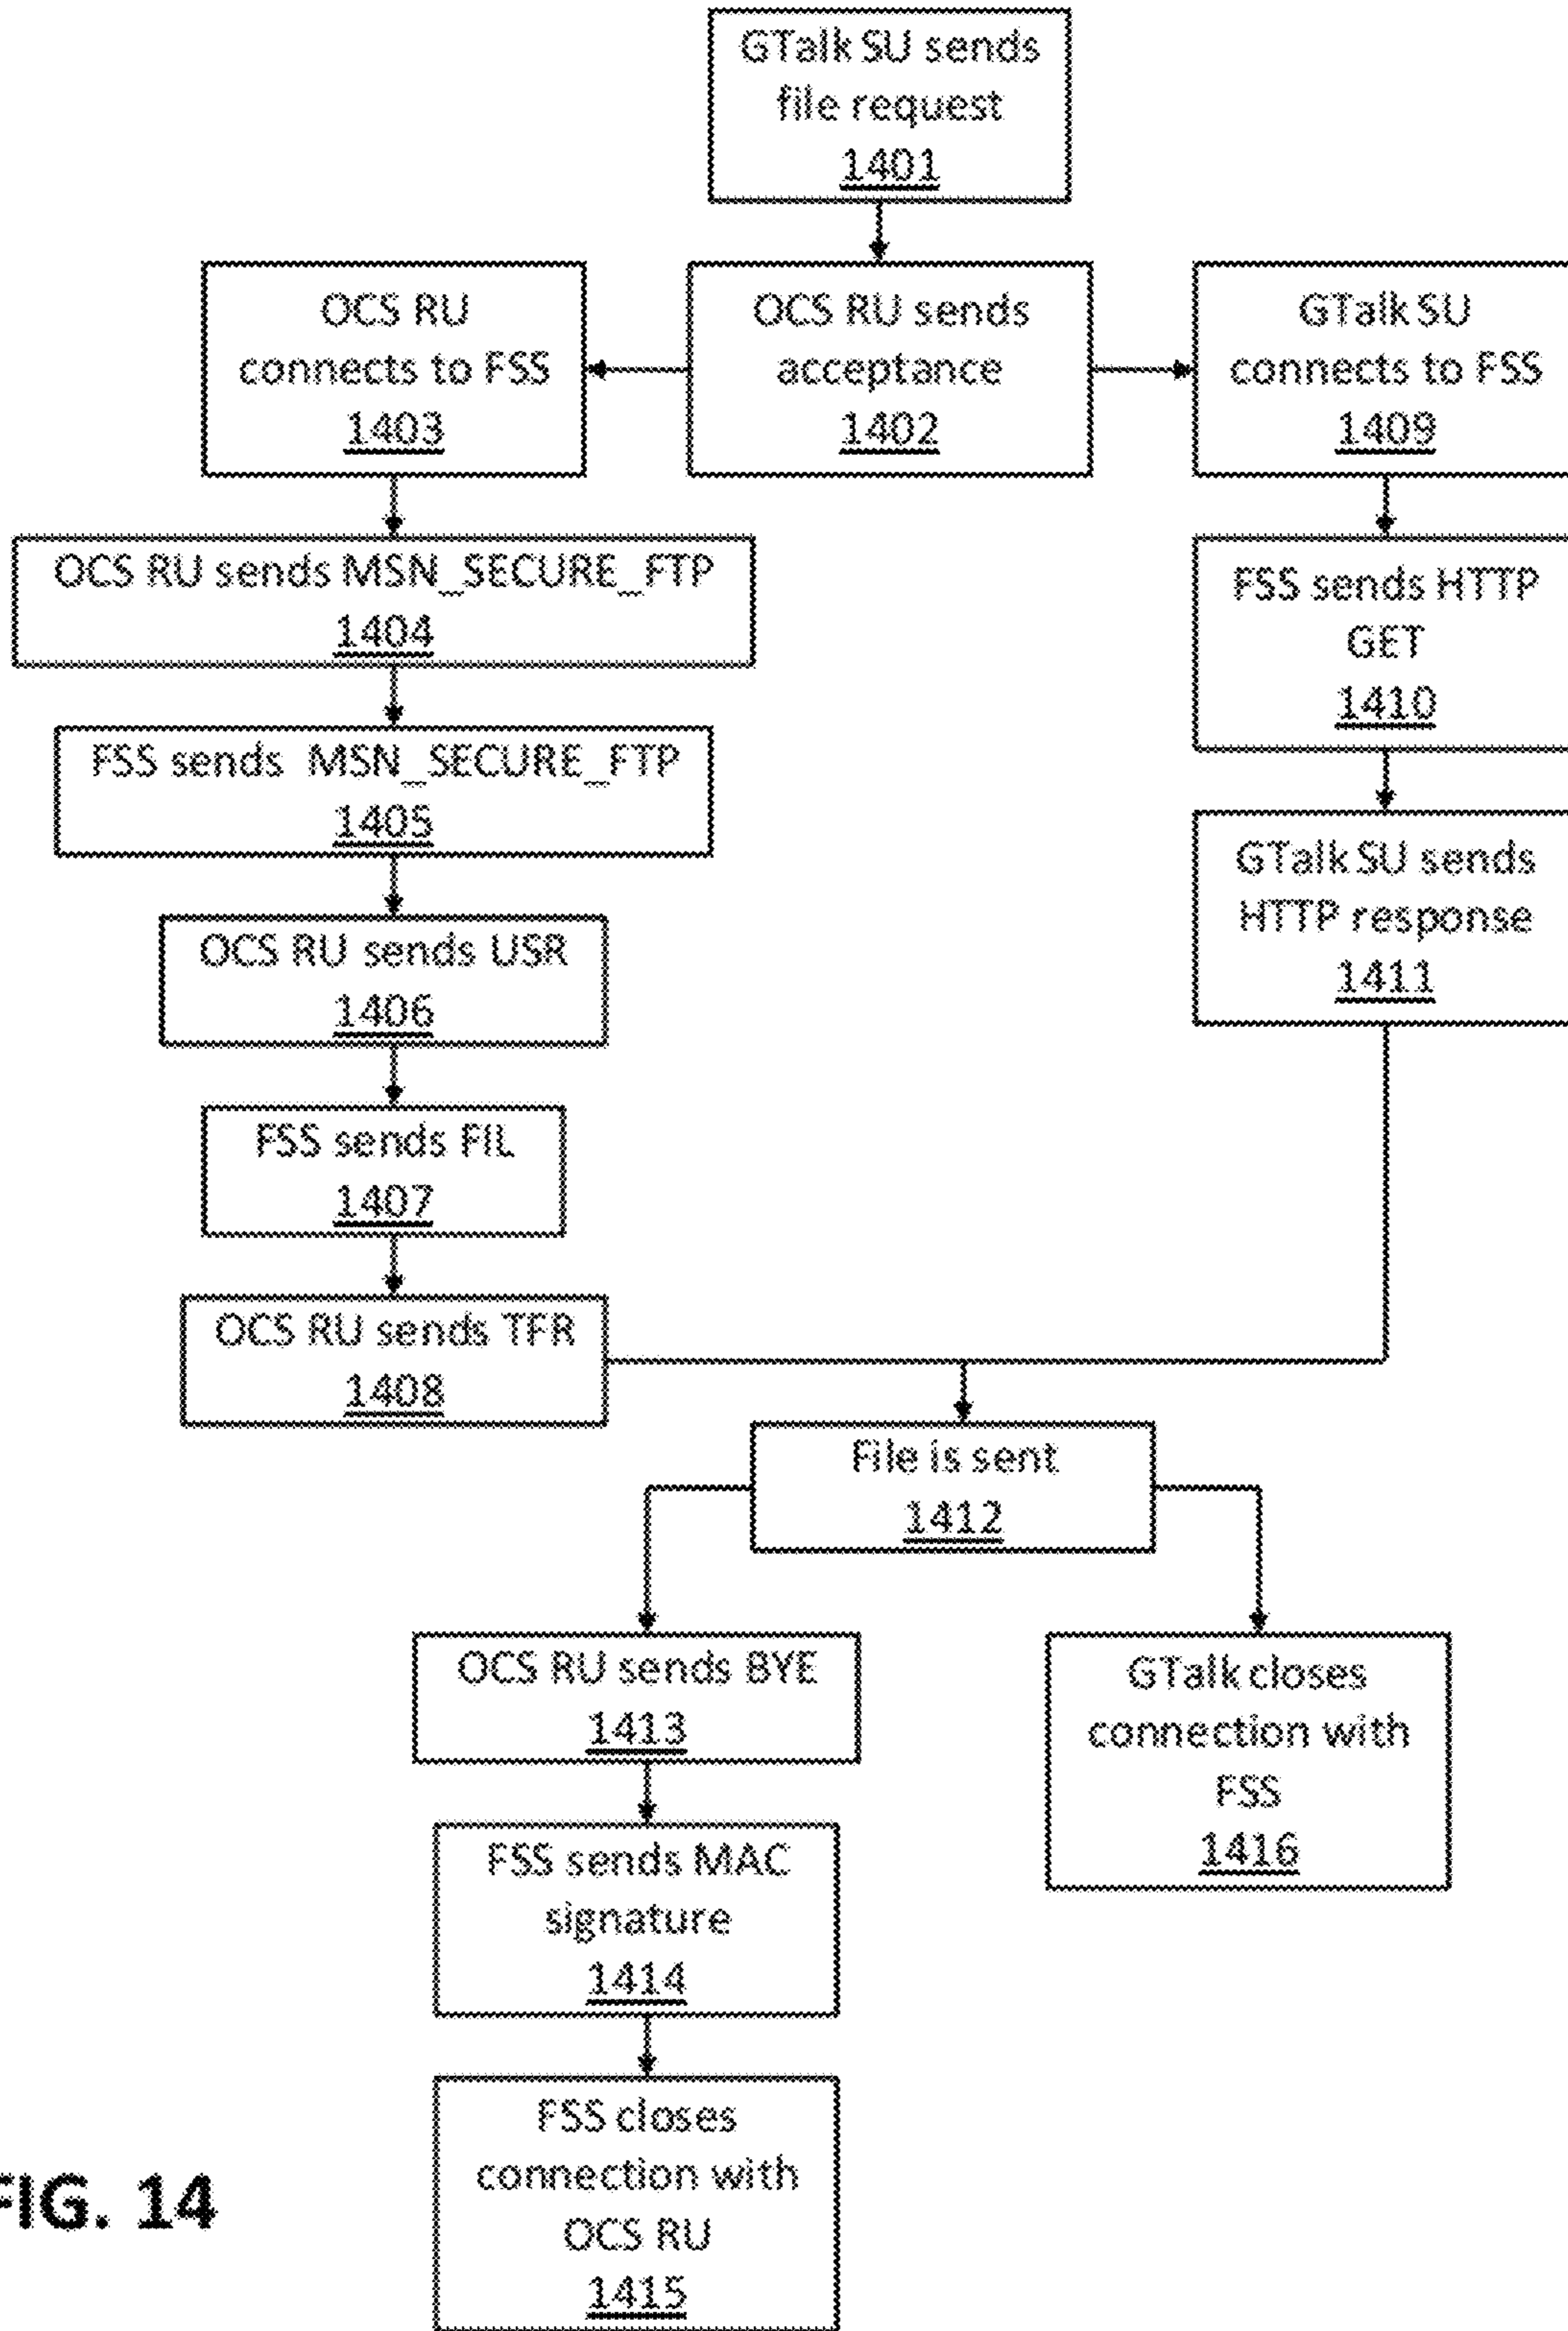 GTalk SU sends
file request
1401
OCS RU
connects to FSS
1403
OCS RU sends
acceptance
1402
GTalk SU
connects to FSS
1409
OCS RU sends MSN_SECURE_FTP
1404
FSS sends HTTP
GET
1410
FSS sends MSN_SECURE_FTP
1405
GTalk SU sends
HTTP response
1411
OCS RU sends USR
1406
FSS sends FIL
1407
OCS RU sends TFR
1408
File is sent
1412
OCS RU sends BYE
1413
GTalk closes
connection with
FSS
1416
FSS sends MAC
signature
1414
FSS closes
connection with
OCS RU
1415
FIG. 14